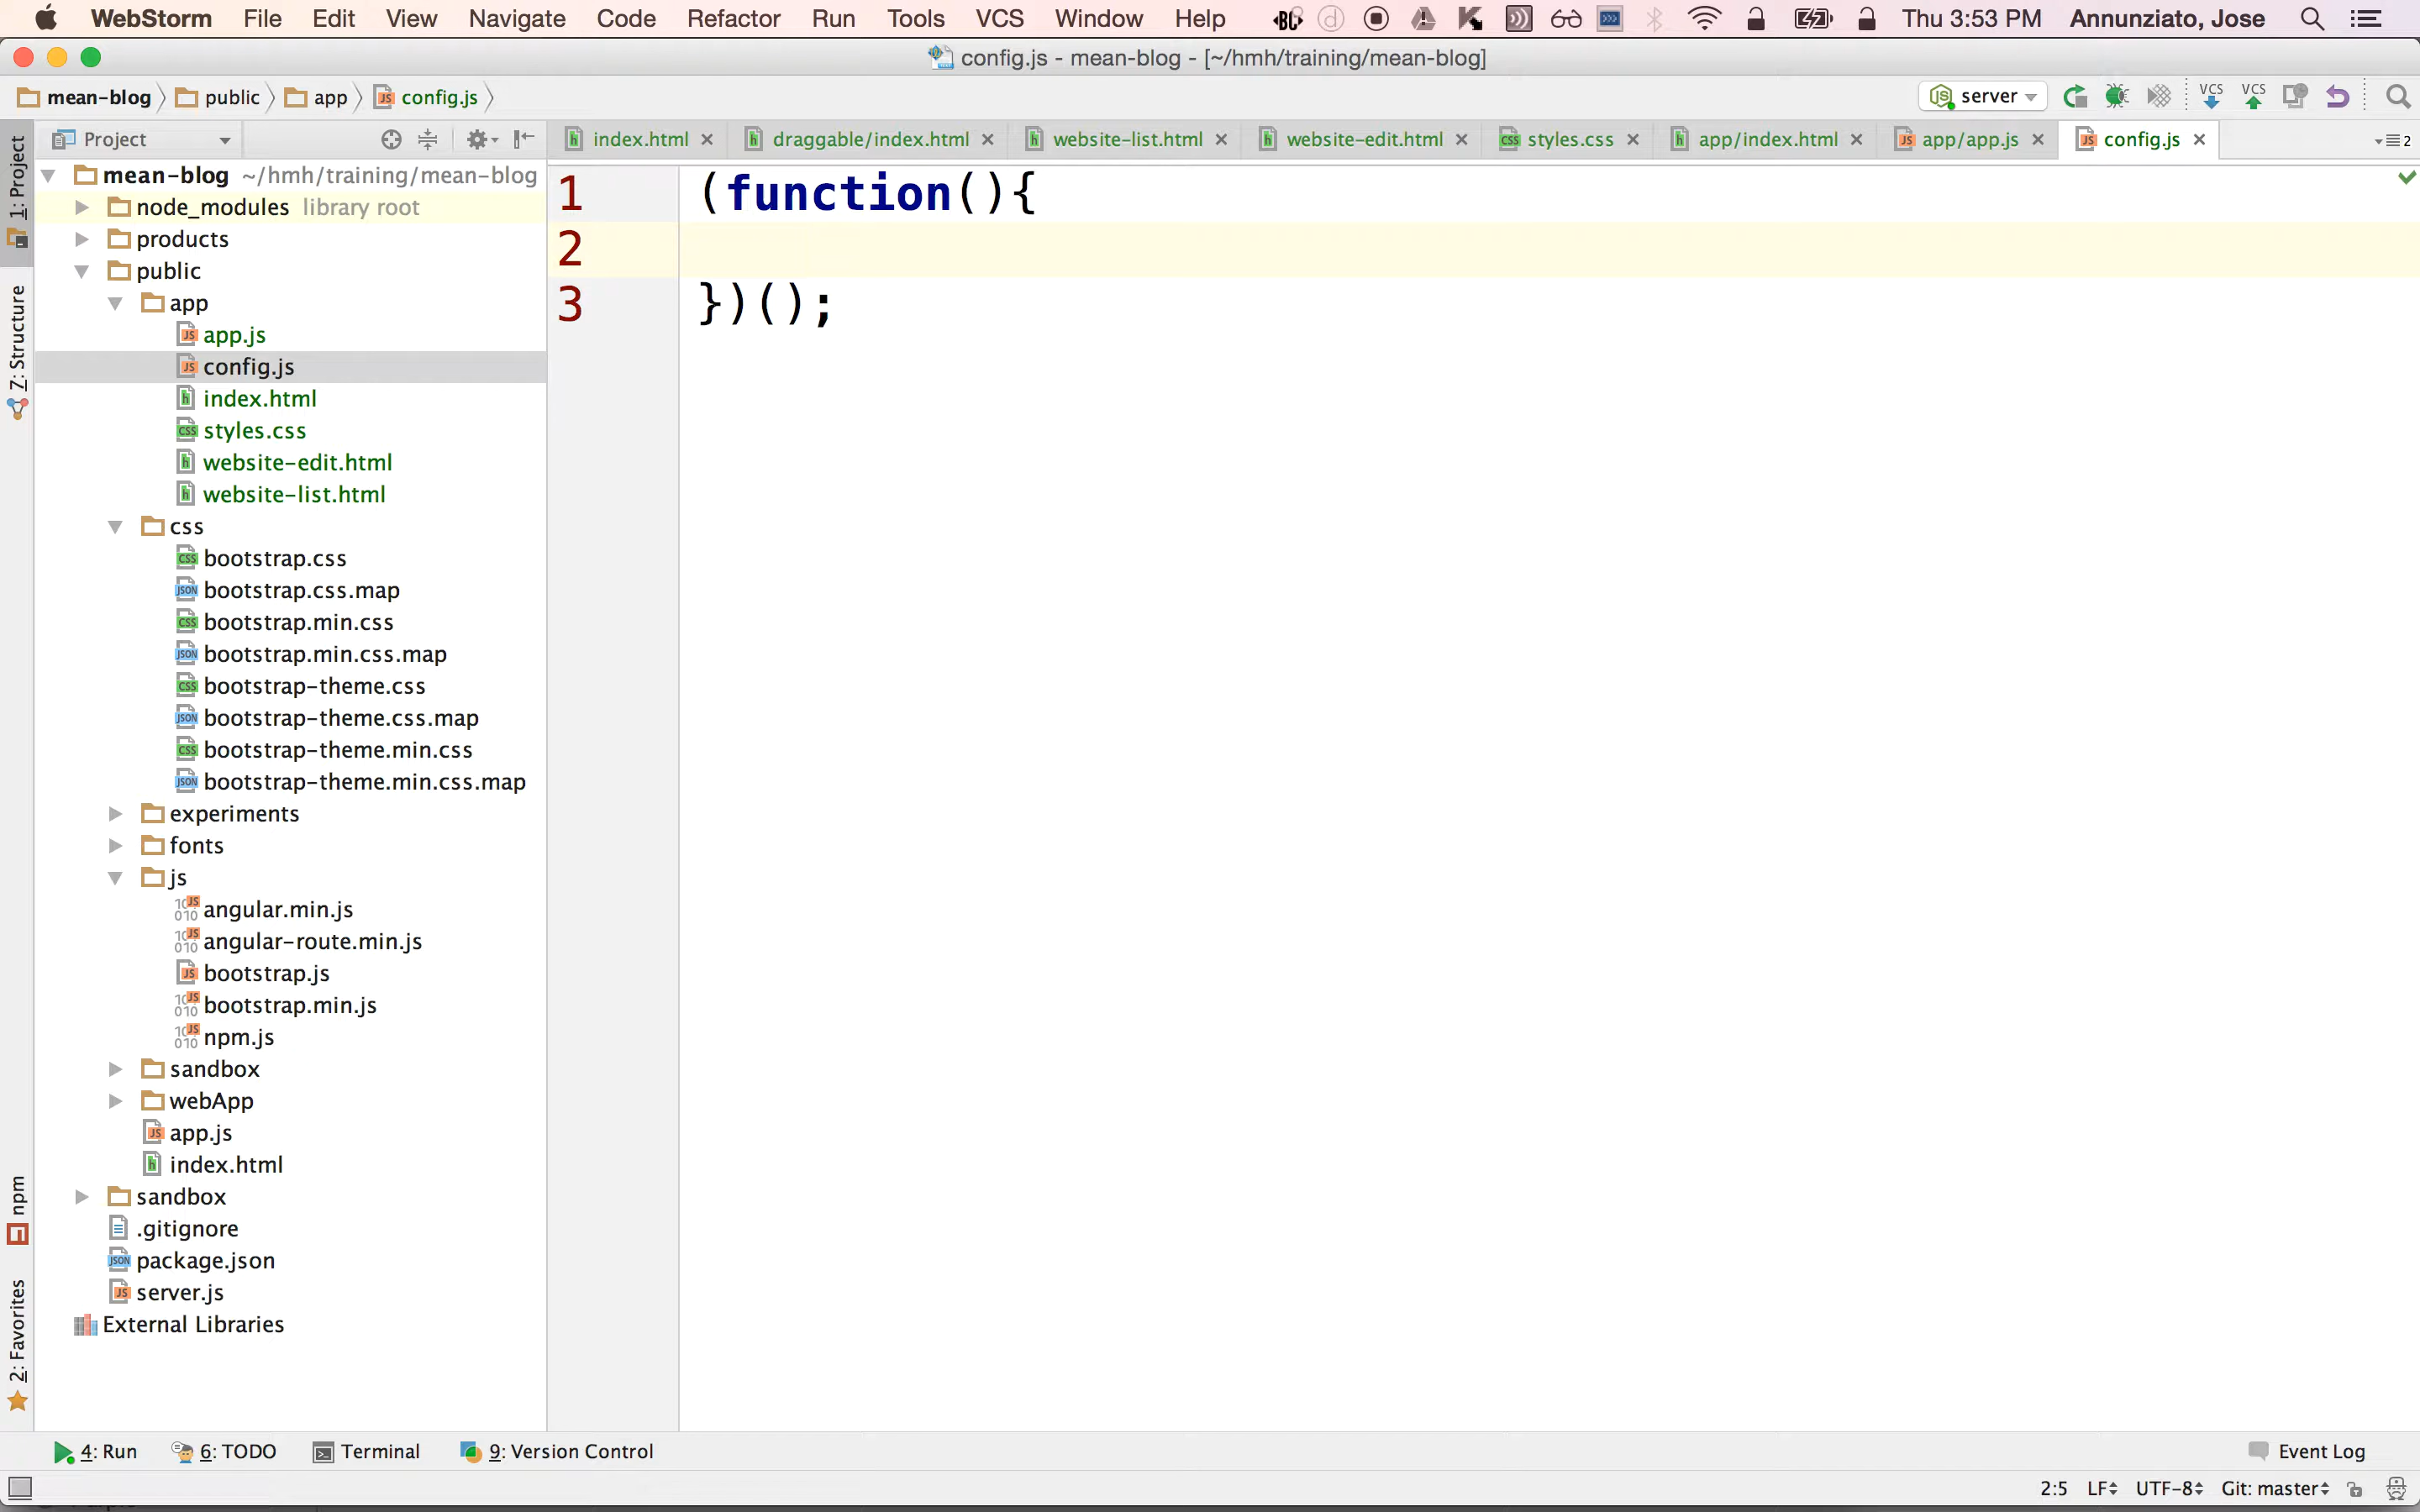 WebStorm File Edit View Navigate Code Refactor Run Tools VCS Window Help Thu 3:53 PM Annunziato, Jose
config.js - mean-blog - [~/hmh/training/mean-blog]
mean-blog public app config.js server VCS VCS
Project index.html draggable/index.html website-list.html website-edit.html styles.css app/index.html app/app.js config.js 2
1: Project
7: Structure
npm
2: Favorites
mean-blog ~/hmh/training/mean-blog
node_modules library root
products
public
app
app.js
config.js
index.html
styles.css
website-edit.html
website-list.html
css
bootstrap.css
bootstrap.css.map
bootstrap.min.css
bootstrap.min.css.map
bootstrap-theme.css
bootstrap-theme.css.map
bootstrap-theme.min.css
bootstrap-theme.min.css.map
experiments
fonts
js
angular.min.js
angular-route.min.js
bootstrap.js
bootstrap.min.js
npm.js
sandbox
webApp
app.js
index.html
sandbox
.gitignore
package.json
server.js
External Libraries
1 (function(){
2
3 })();
4: Run 6: TODO Terminal 9: Version Control Event Log
2:5 LF UTF-8 Git: master